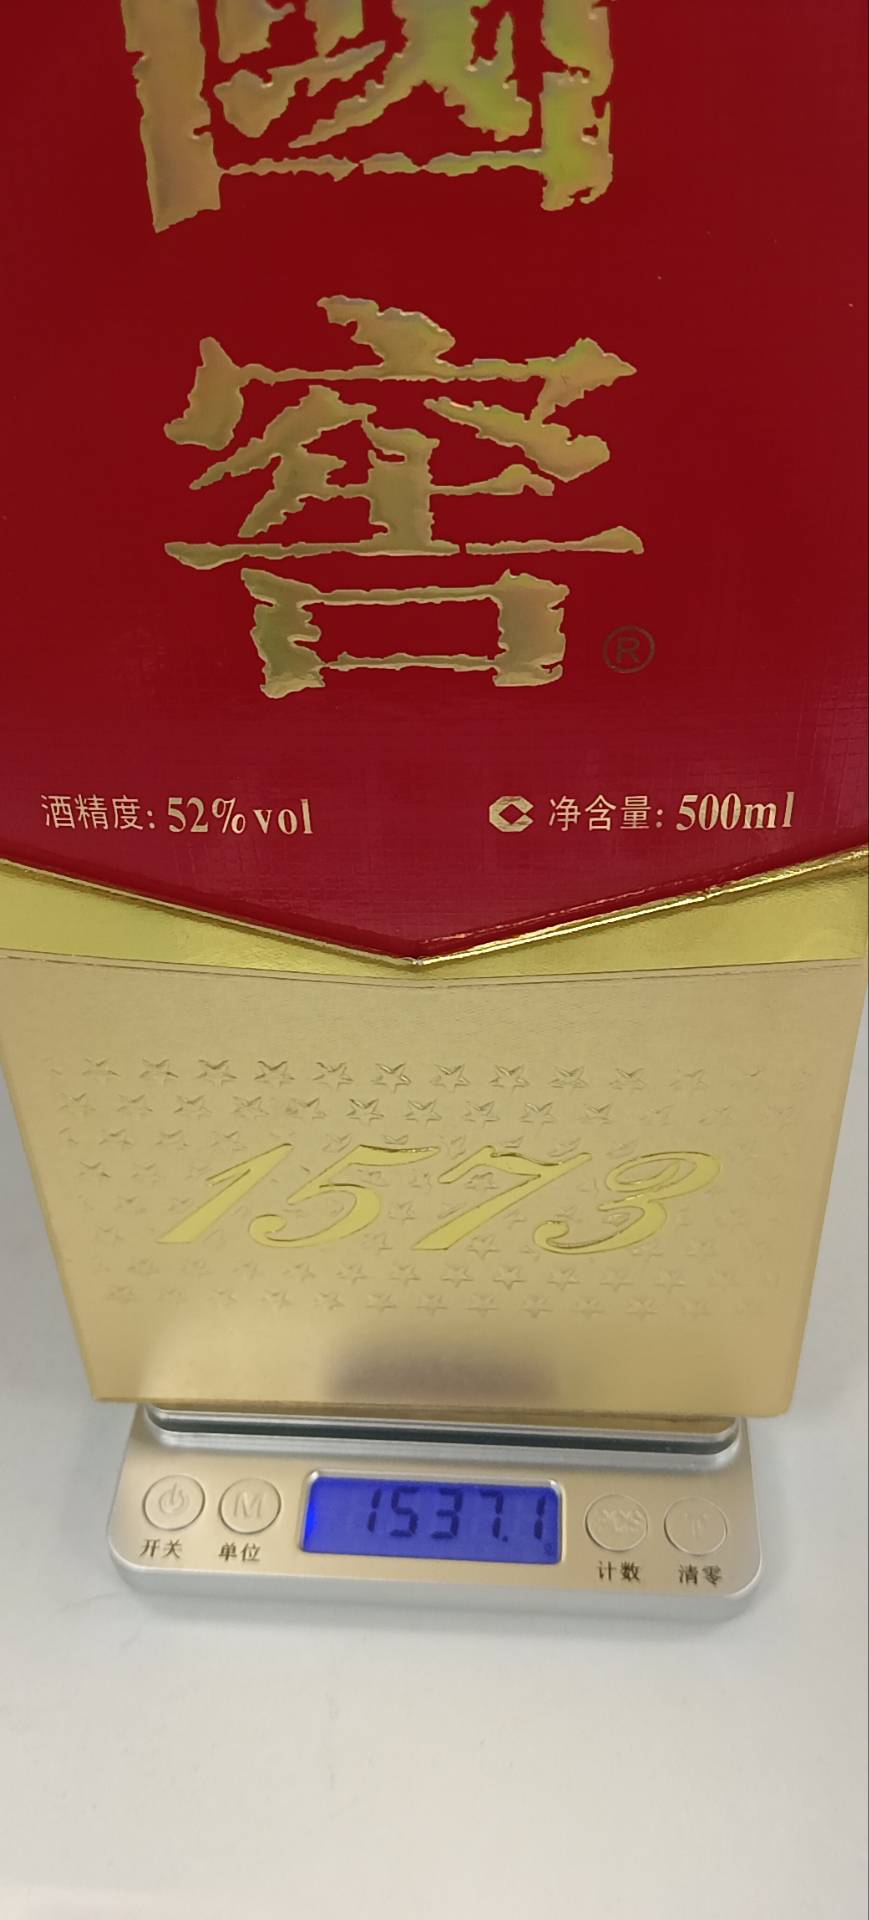 國
窖
®
酒精度: 52%vol
净含量: 500ml
1573
M
1537.1
开关
单位
计数
清零